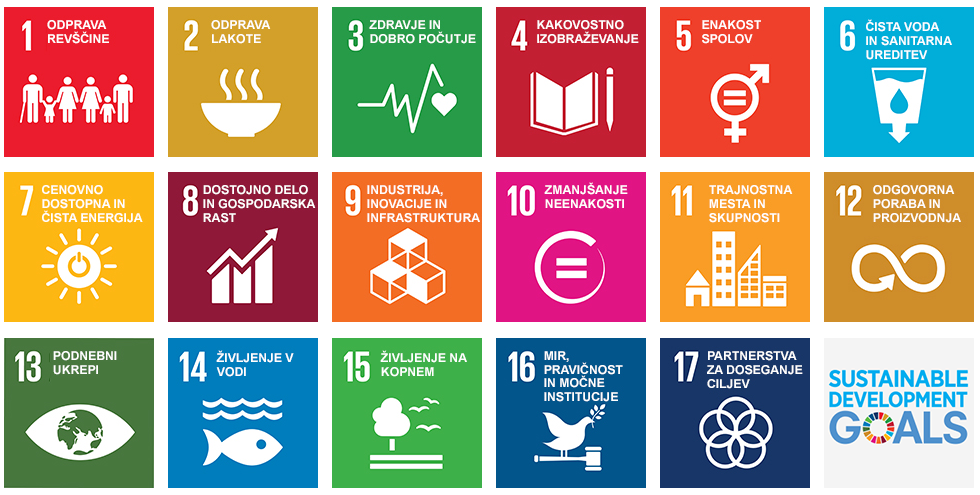 1 ODPRAVA
REVŠČINE
2 ODPRAVA
LAKOTE
3 ZDRAVJE IN
DOBRO POČUTJE
4 KAKOVOSTNO
IZOBRAŽEVANJE
5 ENAKOST
SPOLOV
6 ČISTA VODA
IN SANITARNA
UREDITEV
7 CENOVNO
DOSTOPNA IN
ČISTA ENERGIJA
8 DOSTOJNO DELO
IN GOSPODARSKA
RAST
9 INDUSTRIJA,
INOVACIJE IN
INFRASTRUKTURA
10 ZMANJŠANJE
NEENAKOSTI
11 TRAJNOSTNA
MESTA IN
SKUPNOSTI
12 ODGOVORNA
PORABA IN
PROIZVODNJA
13 PODNEBNI
UKREPI
14 ŽIVLJENJE V
VODI
15 ŽIVLJENJE NA
KOPNEM
16 MIR,
PRAVIČNOST
IN MOČNE
INSTITUCIJE
17 PARTNERSTVA
ZA DOSEGANJE
CILJEV
SUSTAINABLE
DEVELOPMENT
GOALS